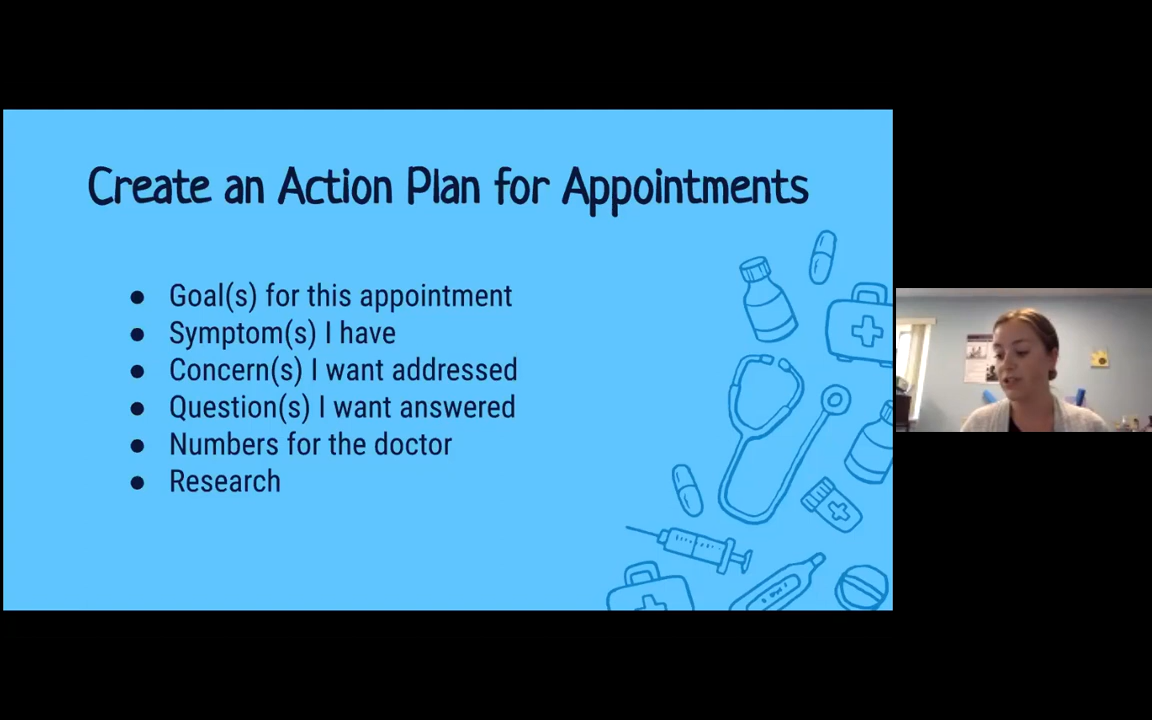 Create an Action Plan for Appointments
● Goal(s) for this appointment
● Symptom(s) I have
● Concern(s) I want addressed
● Question(s) I want answered
● Numbers for the doctor
● Research